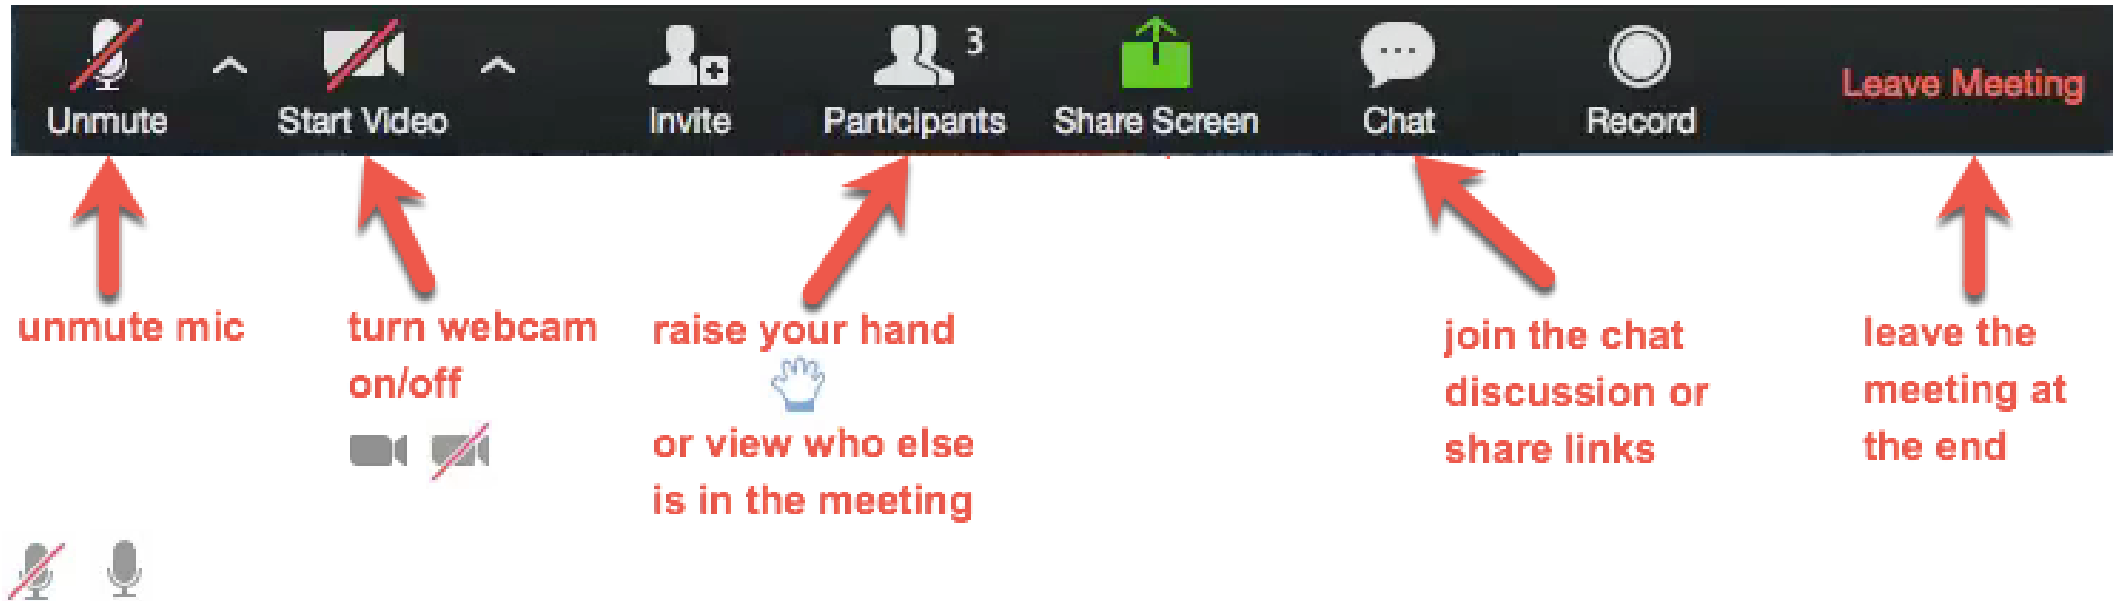 Unmute
Start Video
Invite
Participants
3
Share Screen
Chat
Record
Leave Meeting
unmute mic
turn webcam
on/off
raise your hand
or view who else
is in the meeting
join the chat
discussion or
share links
leave the
meeting at
the end